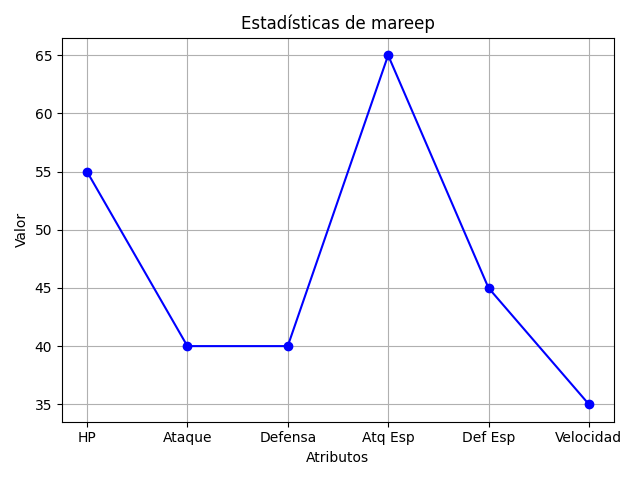 Estadísticas de mareep
Valor
65
60
55
50
45
40
35
HP Ataque Defensa Atq Esp Def Esp Velocidad
Atributos